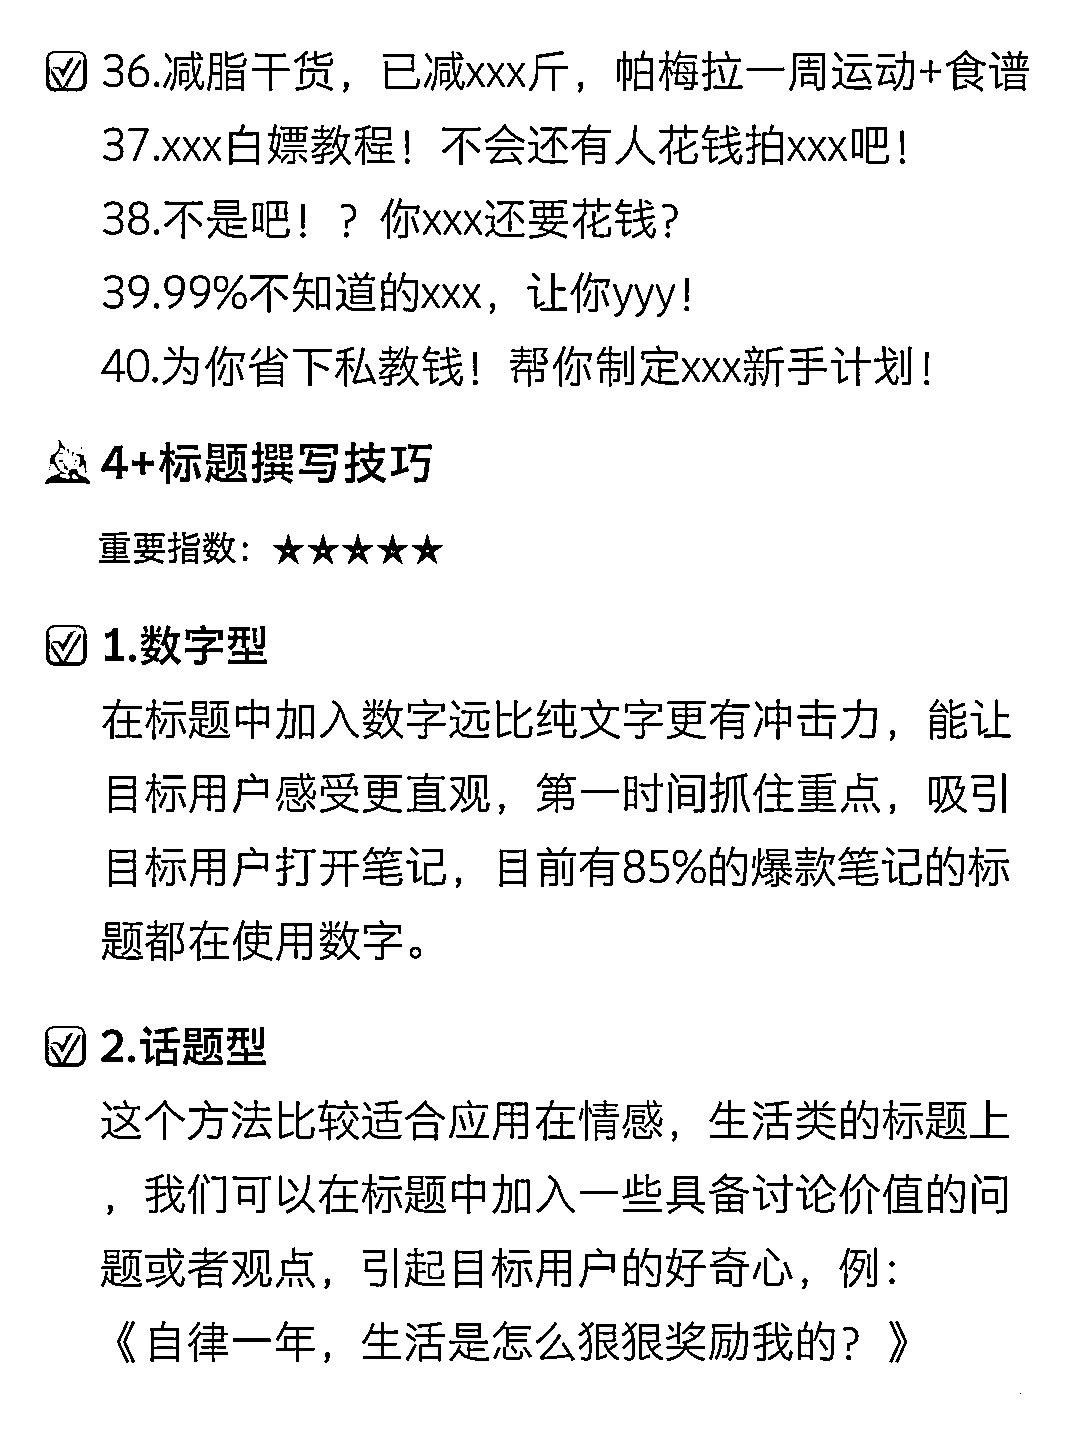 36.减脂干货，已减xxx斤，帕梅拉一周运动+食谱
37.xxx白嫖教程！不会还有人花钱拍xxx吧！
38.不是吧！？你xxx还要花钱？
39.99%不知道的xxx，让你yyy！
40.为你省下私教钱！帮你制定xxx新手计划！
4+标题撰写技巧
重要指数：★★★★★
1.数字型
在标题中加入数字远比纯文字更有冲击力，能让
目标用户感受更直观，第一时间抓住重点，吸引
目标用户打开笔记，目前有85%的爆款笔记的标
题都在使用数字。
2.话题型
这个方法比较适合应用在情感，生活类的标题上
，我们可以在标题中加入一些具备讨论价值的问
题或者观点，引起目标用户的好奇心，例：
《自律一年，生活是怎么狠狠奖励我的？》